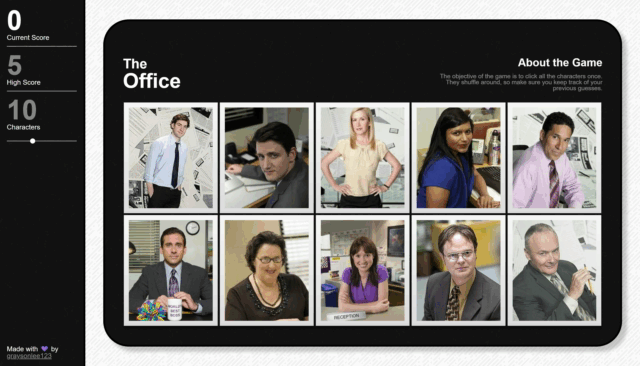 0
Current Score
5
High Score
10
Characters
The
Office
About the Game
The objective of the game is to click all the characters once.
They shuffle around, so make sure you keep track of your
previous guesses.
RECEPTION
Made with 💜 by
graysonlee123